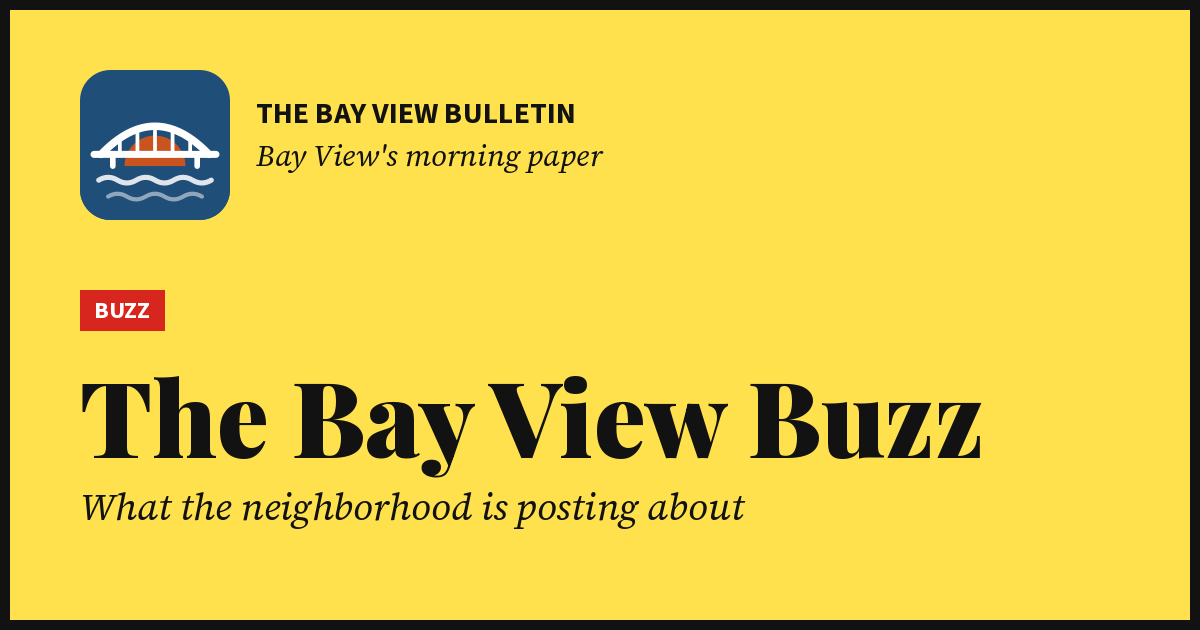 THE BAY VIEW BULLETIN
Bay View's morning paper
BUZZ
The Bay View Buzz
What the neighborhood is posting about